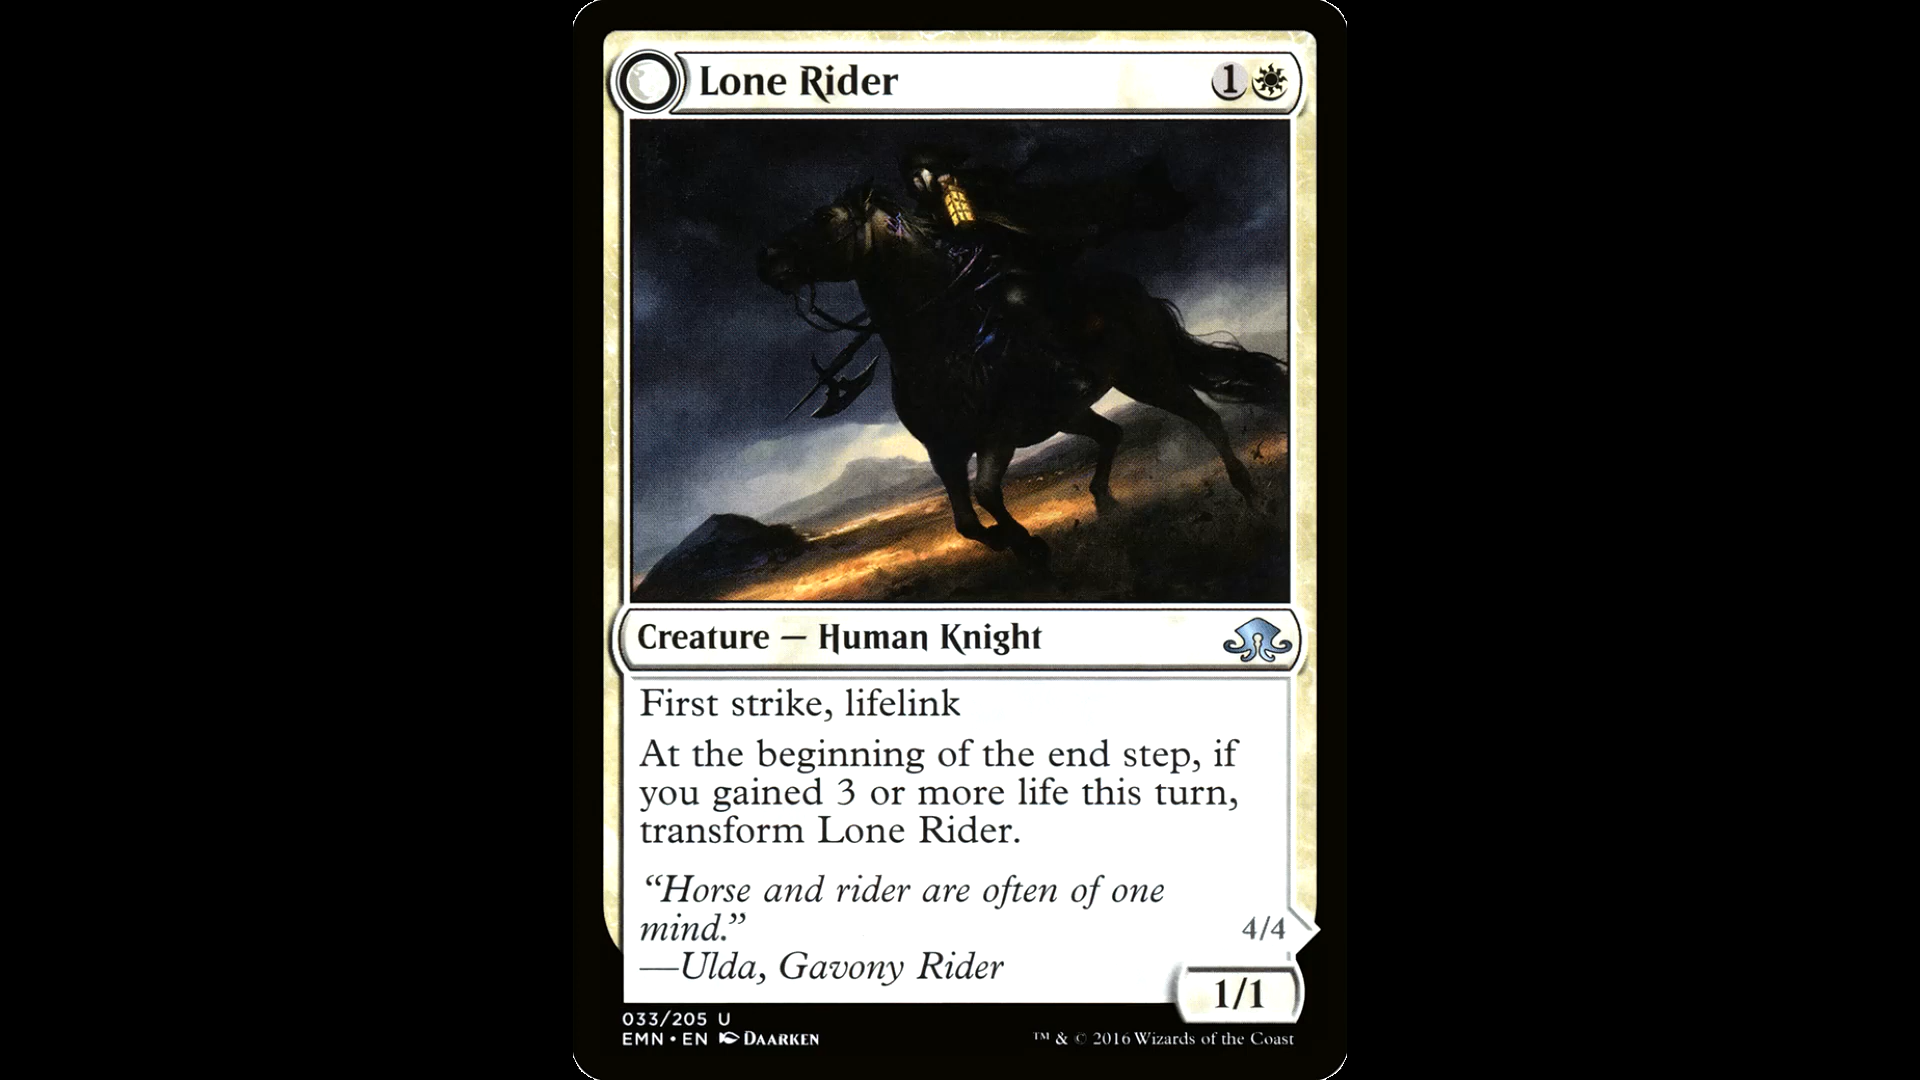 Lone Rider
1
Creature — Human Knight
First strike, lifelink
At the beginning of the end step, if
you gained 3 or more life this turn,
transform Lone Rider.
“Horse and rider are often of one
mind.”
—Ulda, Gavony Rider
4/4
1/1
033/205 U
EMN • EN DAARKEN
™ & © 2016 Wizards of the Coast